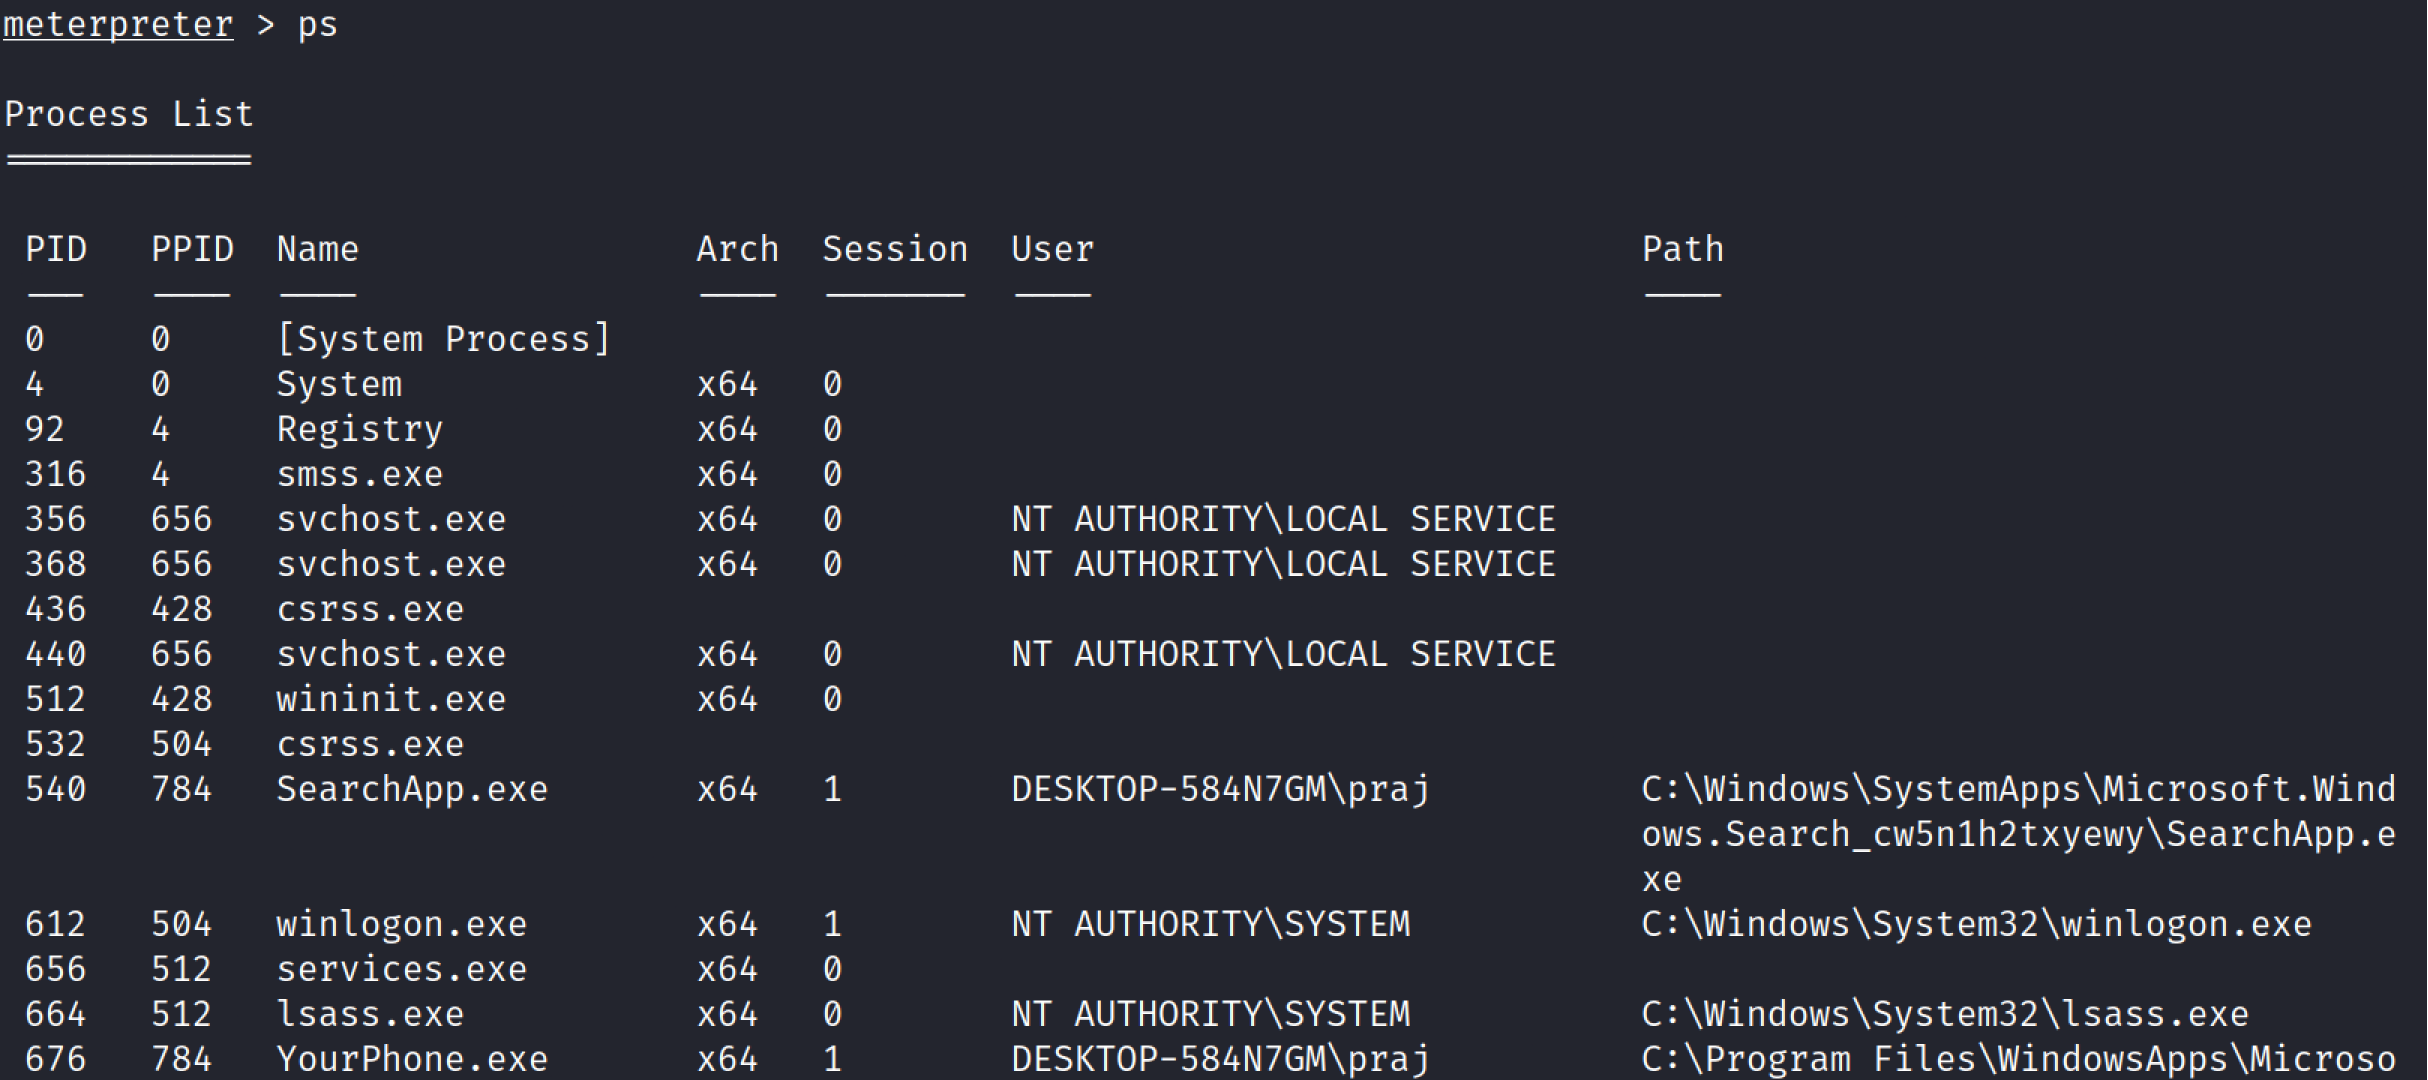 meterpreter > ps
Process List
============
PID PPID Name Arch Session User Path
--- ---- ---- ---- ------- ---- ----
0 0 [System Process]
4 0 System x64 0
92 4 Registry x64 0
316 4 smss.exe x64 0
356 656 svchost.exe x64 0 NT AUTHORITY\LOCAL SERVICE
368 656 svchost.exe x64 0 NT AUTHORITY\LOCAL SERVICE
436 428 csrss.exe
440 656 svchost.exe x64 0 NT AUTHORITY\LOCAL SERVICE
512 428 wininit.exe x64 0
532 504 csrss.exe
540 784 SearchApp.exe x64 1 DESKTOP-584N7GM\praj C:\Windows\SystemApps\Microsoft.Wind
ows.Search_cw5n1h2txyewy\SearchApp.e
xe
612 504 winlogon.exe x64 1 NT AUTHORITY\SYSTEM C:\Windows\System32\winlogon.exe
656 512 services.exe x64 0
664 512 lsass.exe x64 0 NT AUTHORITY\SYSTEM C:\Windows\System32\lsass.exe
676 784 YourPhone.exe x64 1 DESKTOP-584N7GM\praj C:\Program Files\WindowsApps\Microso